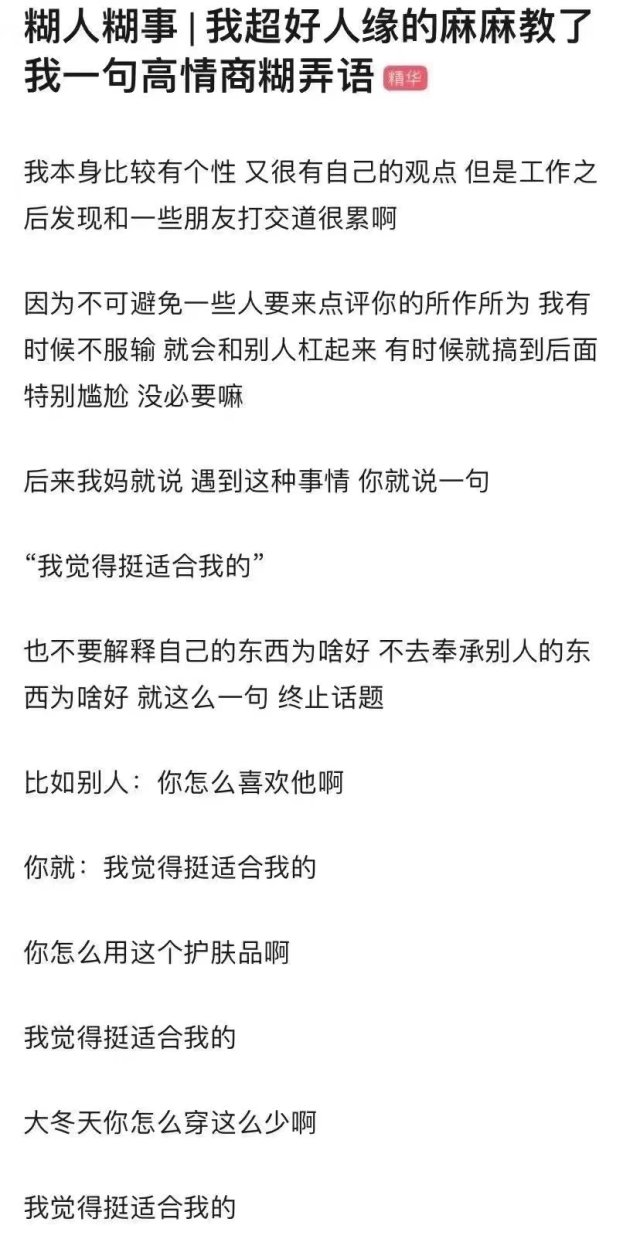 糊人糊事 | 我超好人缘的麻麻教了
我一句高情商糊弄语 精华
我本身比较有个性 又很有自己的观点 但是工作之
后发现和一些朋友打交道很累啊
因为不可避免一些人要来点评你的所作所为 我有
时候不服输 就会和别人杠起来 有时候就搞到后面
特别尴尬 没必要嘛
后来我妈就说 遇到这种事情 你就说一句
“我觉得挺适合我的”
也不要解释自己的东西为啥好 不去奉承别人的东
西为啥好 就这么一句 终止话题
比如别人：你怎么喜欢他啊
你就：我觉得挺适合我的
你怎么用这个护肤品啊
我觉得挺适合我的
大冬天你怎么穿这么少啊
我觉得挺适合我的